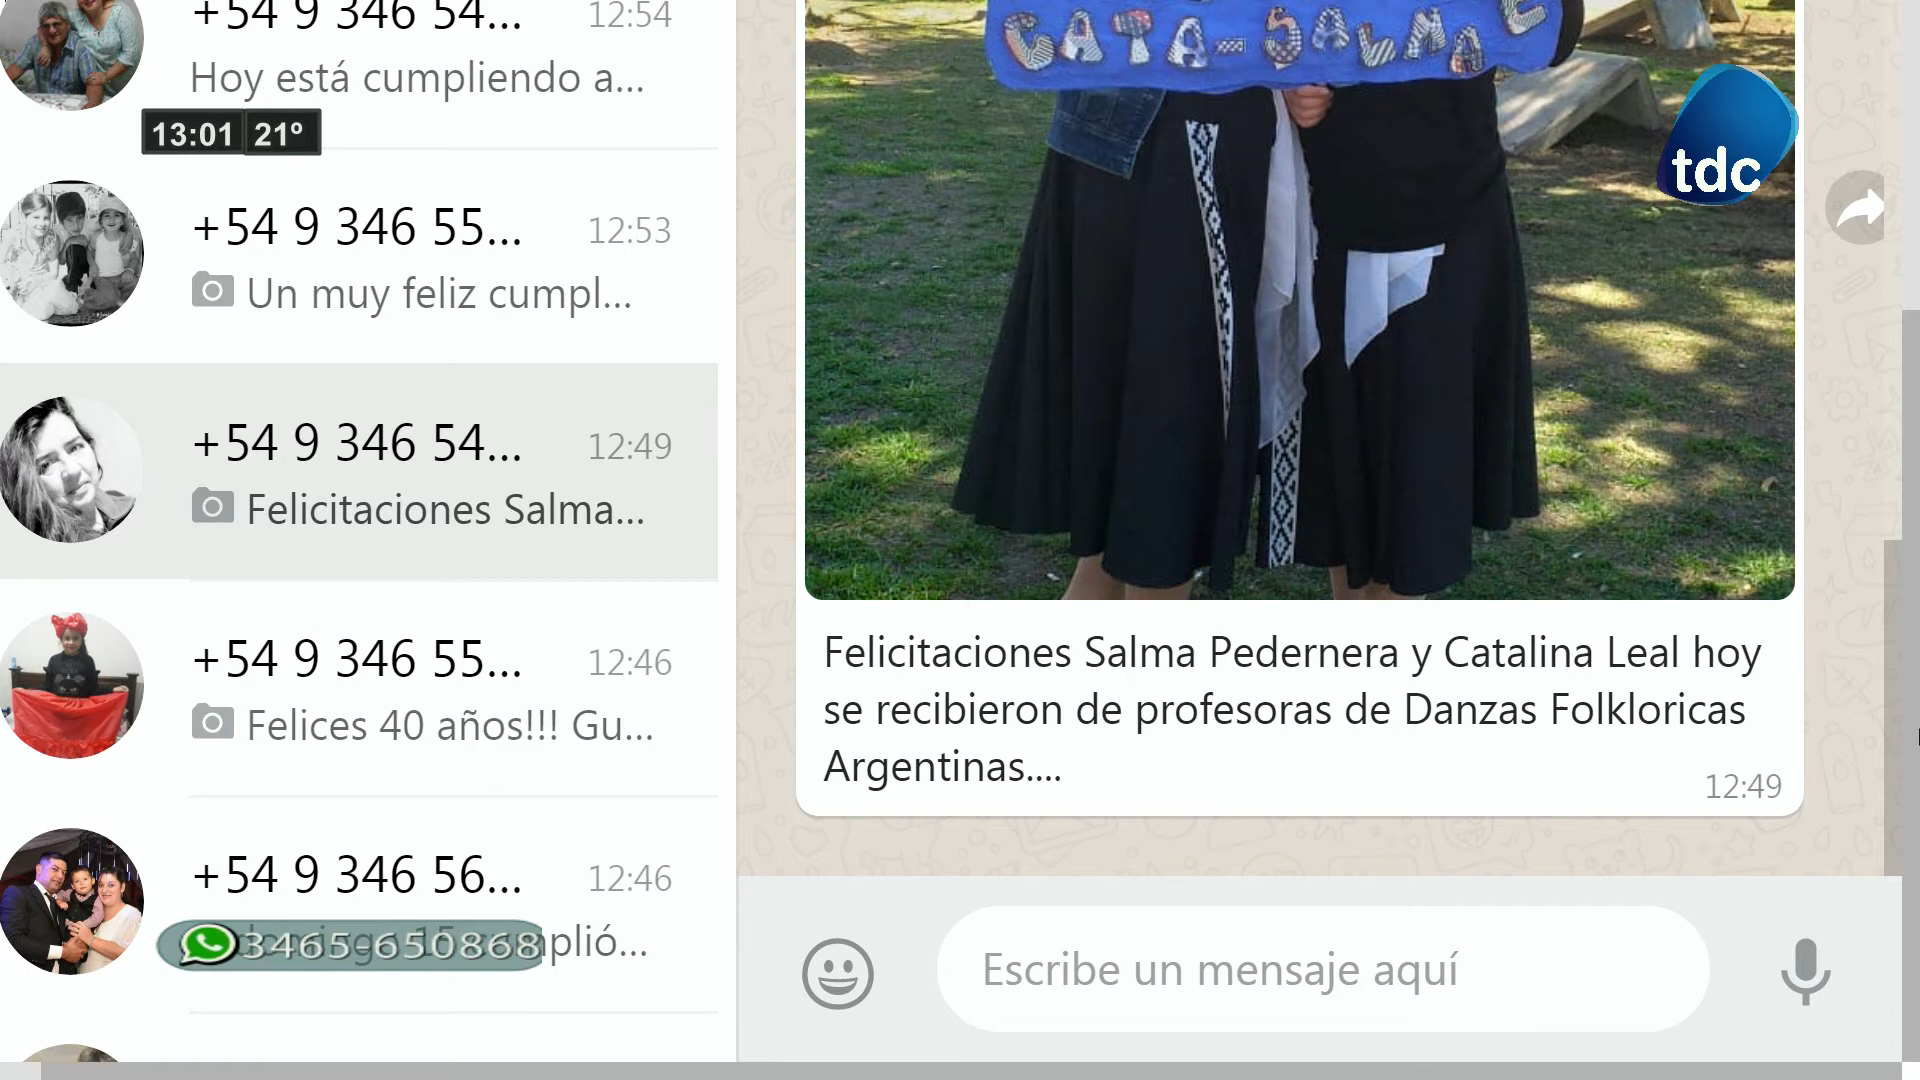 +54 9 346 54... 12:54
Hoy está cumpliendo a...
13:01 21º
+54 9 346 55... 12:53
Un muy feliz cumpl...
+54 9 346 54... 12:49
Felicitaciones Salma...
+54 9 346 55... 12:46
Felices 40 años!!! Gu...
+54 9 346 56... 12:46
3465-650868
CATA-SALMA
tdc
Felicitaciones Salma Pedernera y Catalina Leal hoy
se recibieron de profesoras de Danzas Folkloricas
Argentinas....
12:49
Escribe un mensaje aquí